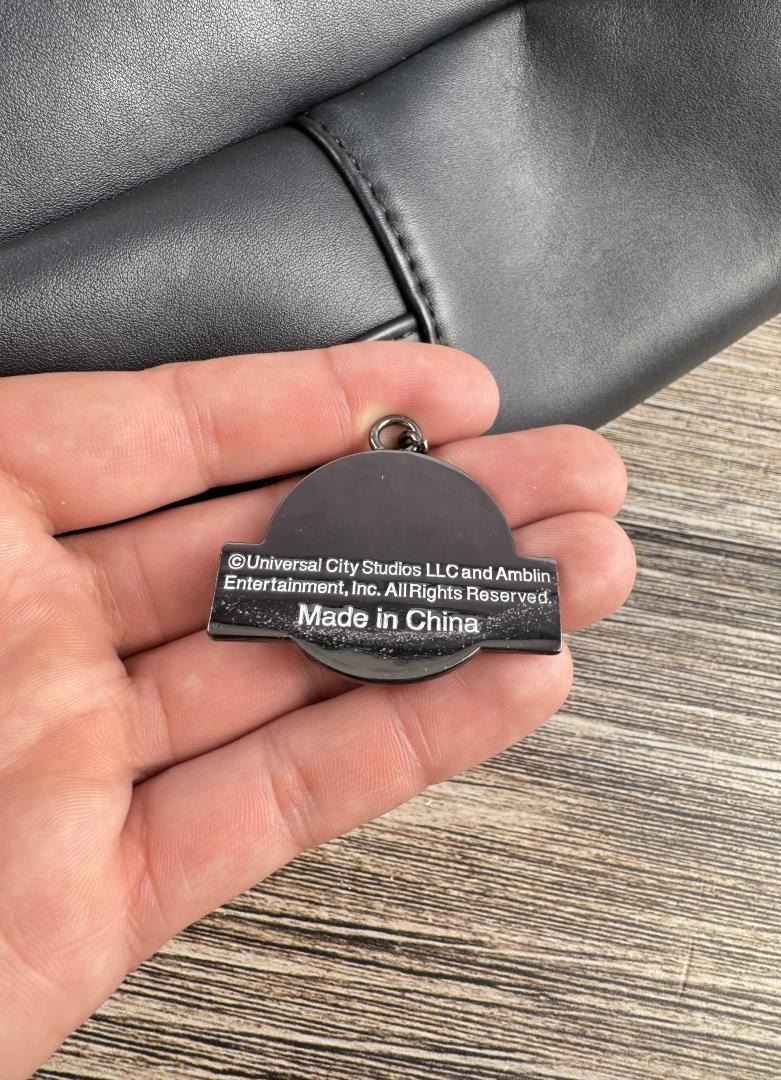 ©Universal City Studios LLC and Amblin
Entertainment, Inc. All Rights Reserved.
Made in China